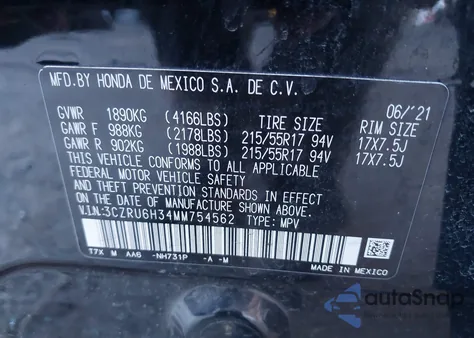 MFD.BY HONDA DE MEXICO S.A. DE C.V.
06/'21
GVWR 1890KG (4166LBS) TIRE SIZE RIM SIZE
GAWR F 988KG (2178LBS) 215/55R17 94V 17X7.5J
GAWR R 902KG (1988LBS) 215/55R17 94V 17X7.5J
THIS VEHICLE CONFORMS TO ALL APPLICABLE
FEDERAL MOTOR VEHICLE SAFETY
AND THEFT PREVENTION STANDARDS IN EFFECT
ON THE DATE OF MANUFACTURE SHOWN ABOVE.
V.I.N:3CZRU6H34MM754562 TYPE: MPV
T7X M AA6 -NH731P -A -M
MADE IN MEXICO
autoSnap